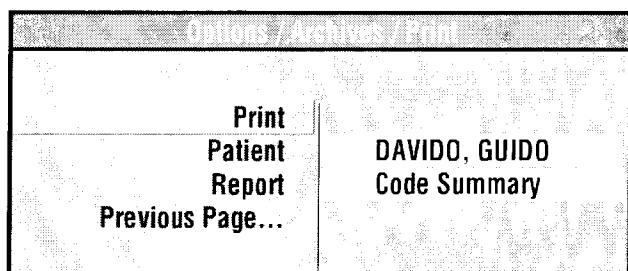 Options / Archives / Print
Print
Patient DAVIDO, GUIDO
Report Code Summary
Previous Page...